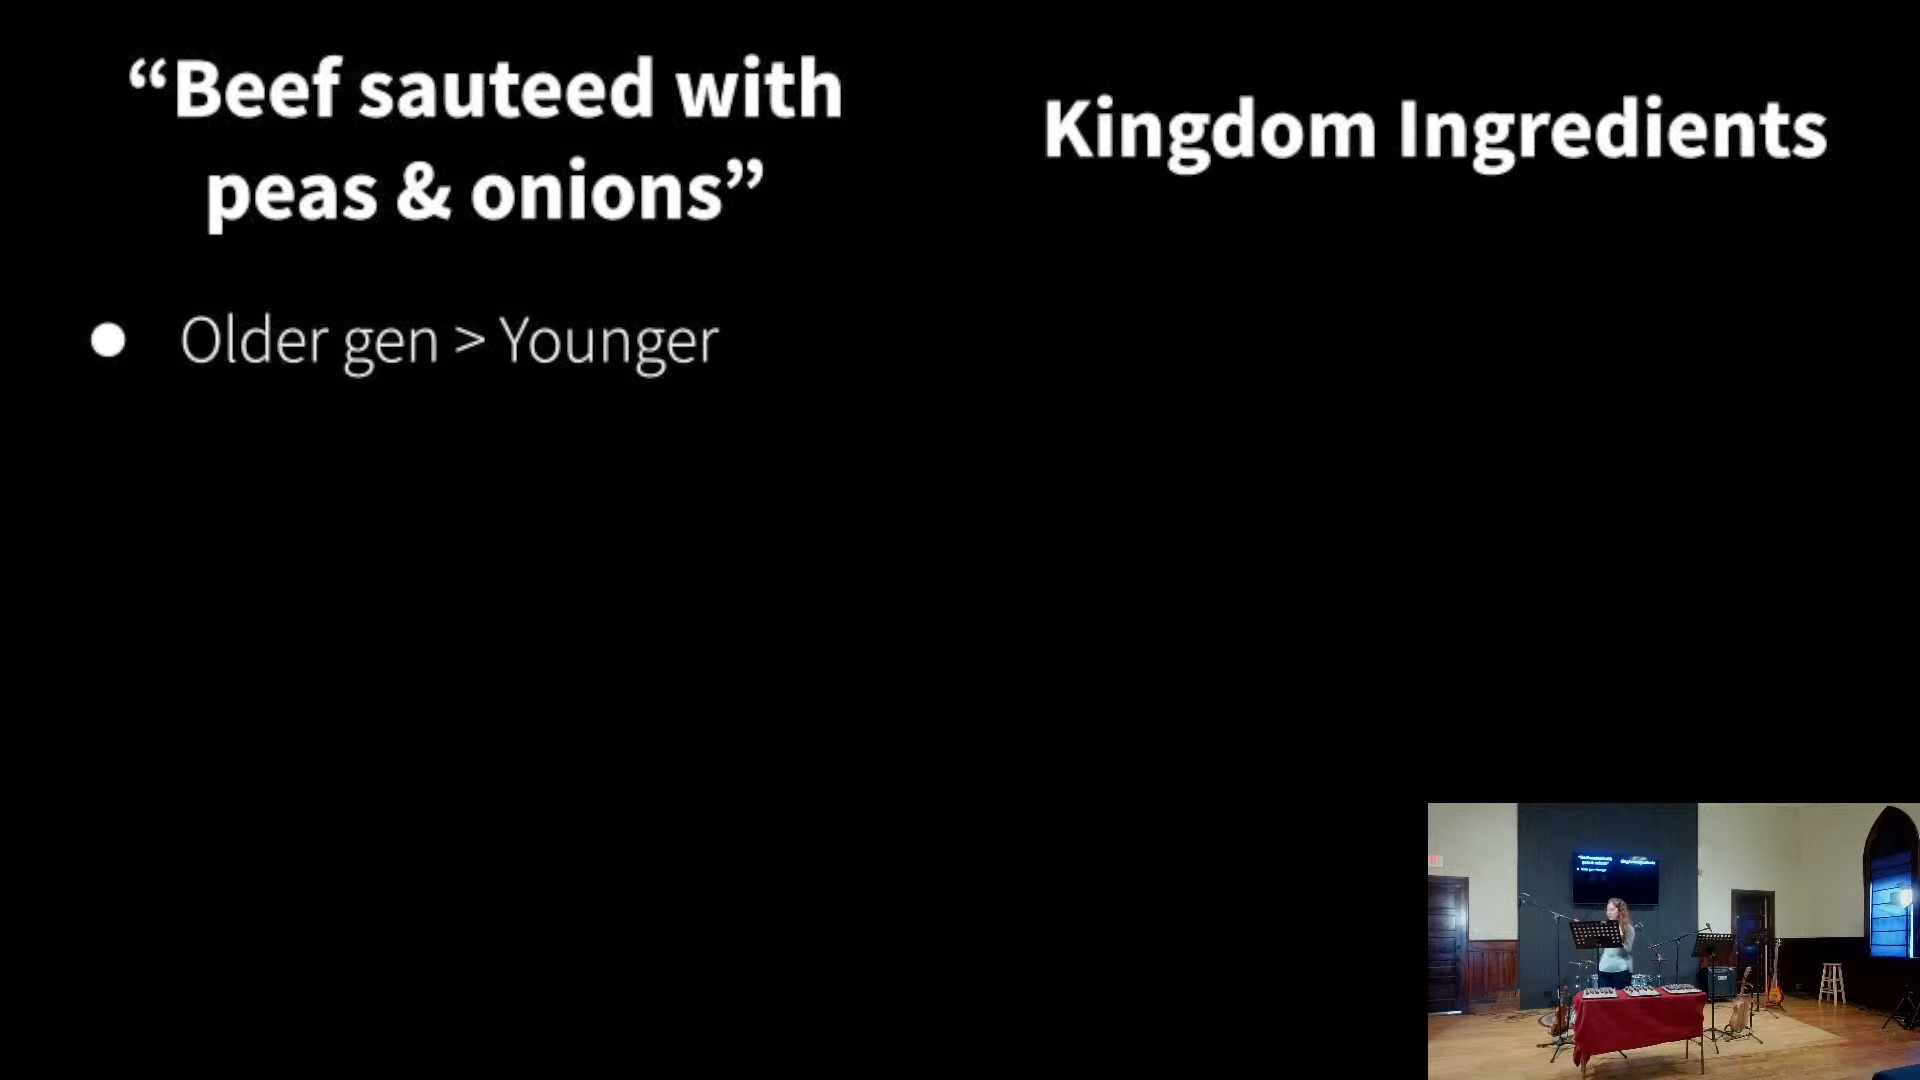 “Beef sauteed with
peas & onions”
Kingdom Ingredients
● Older gen > Younger